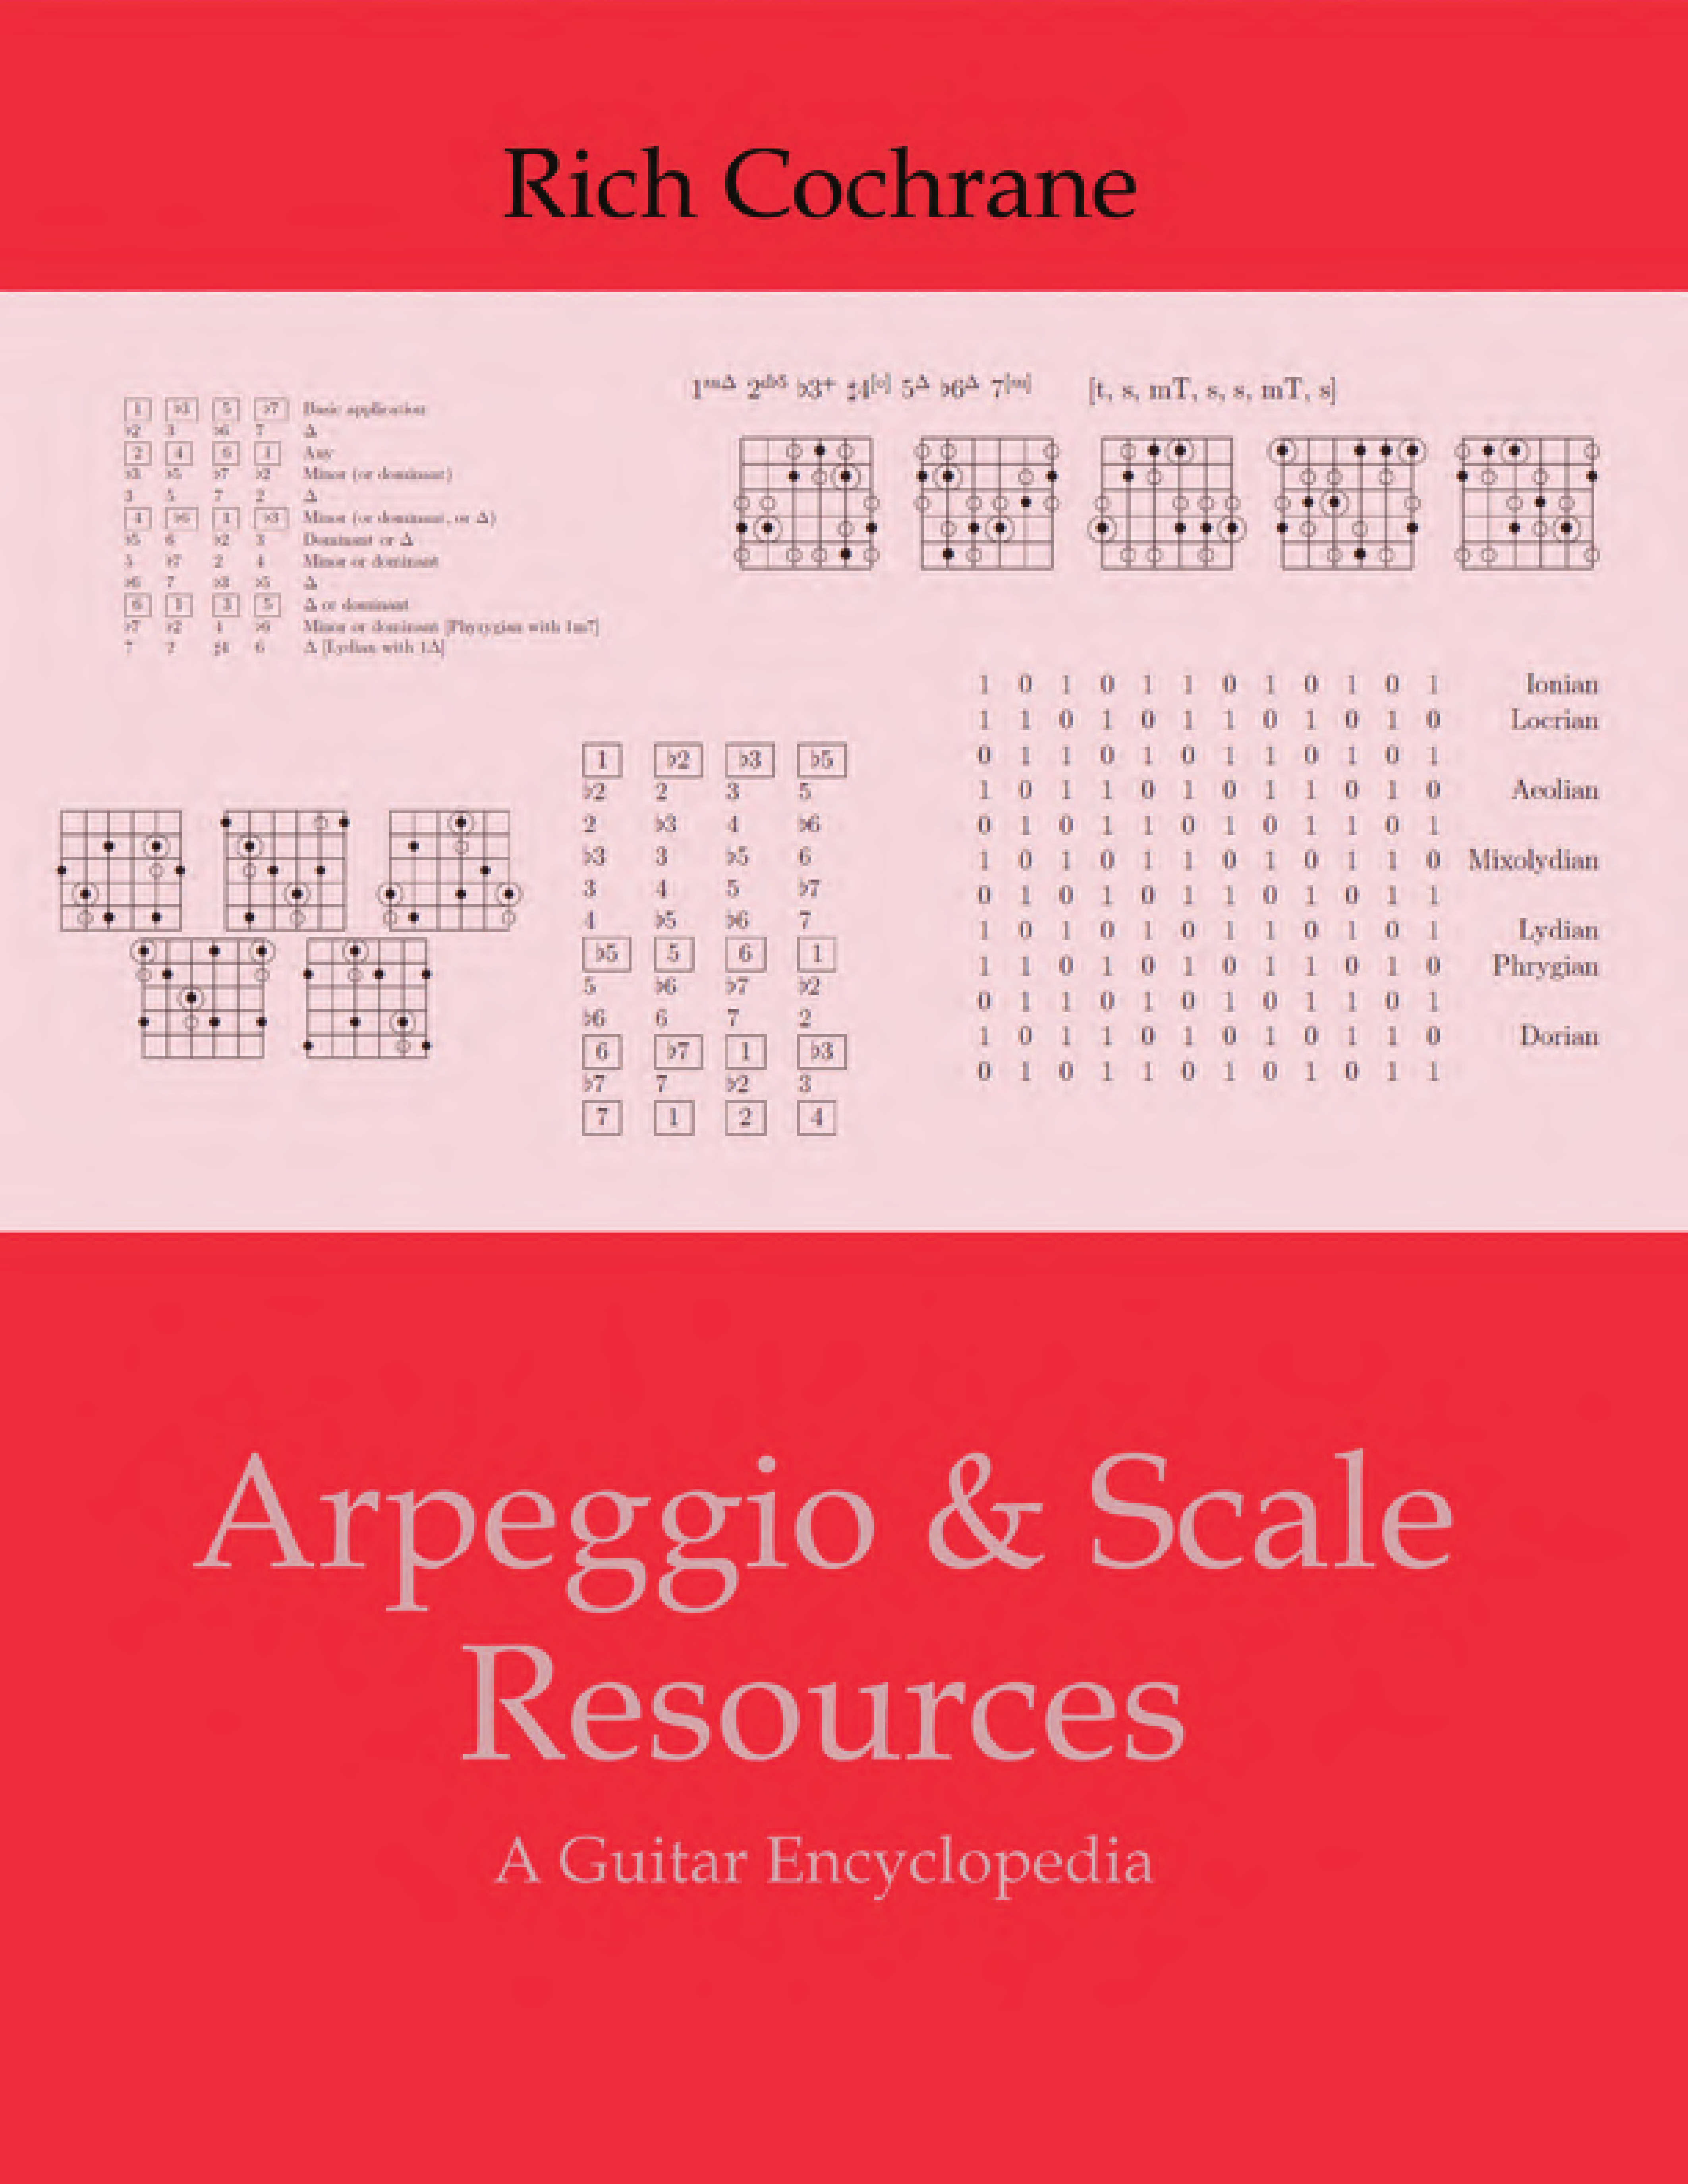 Rich Cochrane
1 ♭3 5 ♭7 Basic application
♭2 3 ♭6 7 Δ
2 4 6 1 Any
♭3 ♭5 ♭7 ♭2 Minor (or dominant)
3 5 7 2 Δ
4 ♭6 1 ♭3 Minor (or dominant, or Δ)
♭5 6 ♭2 3 Dominant or Δ
5 ♭7 2 4 Minor or dominant
♭6 7 ♭3 ♭5 Δ
6 1 3 5 Δ or dominant
♭7 ♭2 4 ♭6 Minor or dominant [Phyrygian with 1m7]
7 2 ♯4 6 Δ [Lydian with 1Δ]
♭3+ 5Δ ♭6Δ [t, s, mT, s, s, mT, s]
1 ♭2 ♭3 ♭5
♭2 2 3 5
2 ♭3 4 ♭6
♭3 3 ♭5 6
3 4 5 ♭7
4 ♭5 ♭6 7
♭5 5 6 1
5 ♭6 ♭7 ♭2
♭6 6 7 2
6 ♭7 1 ♭3
♭7 7 ♭2 3
7 1 2 4
1 0 1 0 1 1 0 1 0 1 0 1 Ionian
1 1 0 1 0 1 1 0 1 0 1 0 Locrian
0 1 1 0 1 0 1 1 0 1 0 1
1 0 1 1 0 1 0 1 1 0 1 0 Aeolian
0 1 0 1 1 0 1 0 1 1 0 1
1 0 1 0 1 1 0 1 0 1 1 0 Mixolydian
0 1 0 1 0 1 1 0 1 0 1 1
1 0 1 0 1 0 1 1 0 1 0 1 Lydian
1 1 0 1 0 1 0 1 1 0 1 0 Phrygian
0 1 1 0 1 0 1 0 1 1 0 1
1 0 1 1 0 1 0 1 0 1 1 0 Dorian
0 1 0 1 1 0 1 0 1 0 1 1
Arpeggio & Scale
Resources
A Guitar Encyclopedia